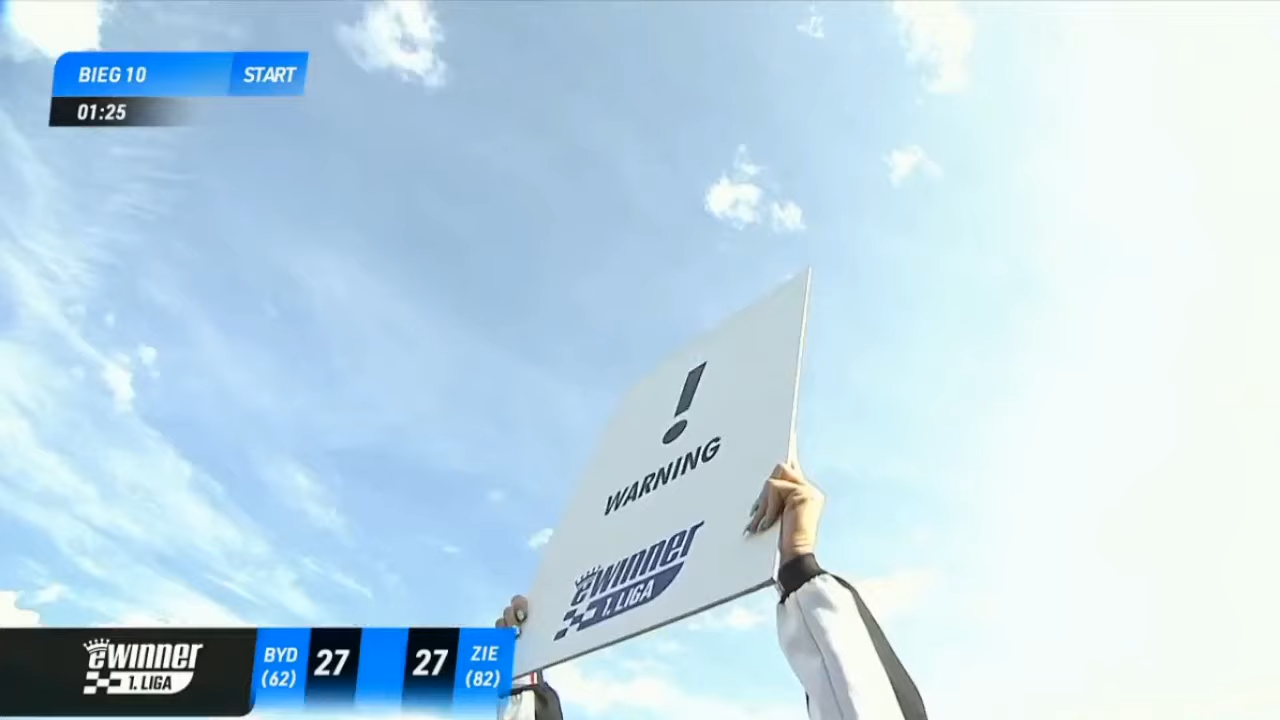 BIEG 10 START
01:25
!
WARNING
eWINNER
1. LIGA
eWINNER
1. LIGA
BYD
(62)
27
27
ZIE
(82)